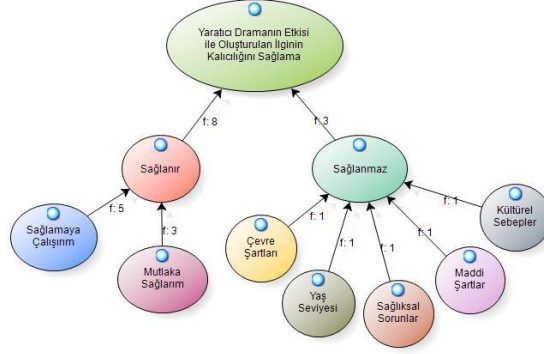 Yaratıcı Dramanın Etkisi
ile Oluşturulan İlginin
Kalıcılığını Sağlama
f: 8
f: 3
Sağlanır
Sağlanmaz
f: 5
f: 3
f: 1
f: 1
f: 1
f: 1
f: 1
Sağlamaya
Çalışırım
Mutlaka
Sağlarım
Çevre
Şartları
Yaş
Seviyesi
Sağlıksal
Sorunlar
Maddi
Şartlar
Kültürel
Sebepler